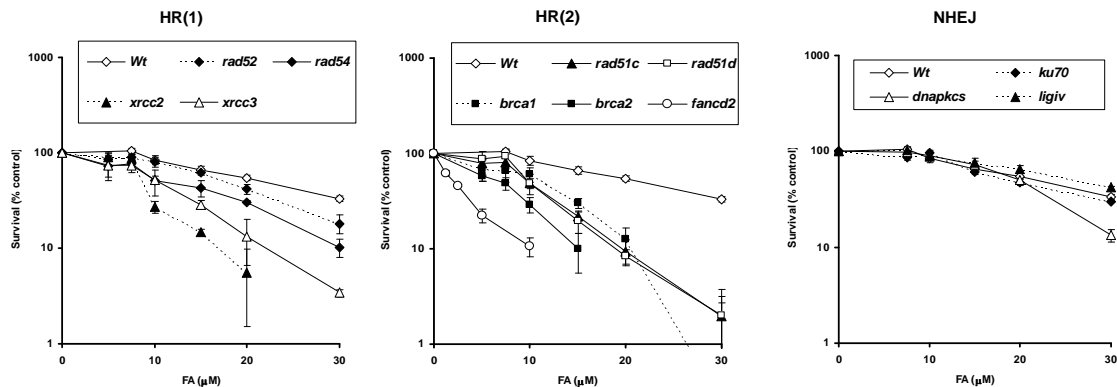 HR(1)
HR(2)
NHEJ
Wt rad52 rad54
xrcc2 xrcc3
Wt rad51c rad51d
brca1 brca2 fancd2
Wt ku70
dnapkcs ligiv
Survival (% control)
1000
100
10
1
0 10 20 30
FA (µM)
Survival (% control)
1000
100
10
1
0 10 20 30
FA (µM)
Survival (% control)
1000
100
10
1
0 10 20 30
FA (µM)